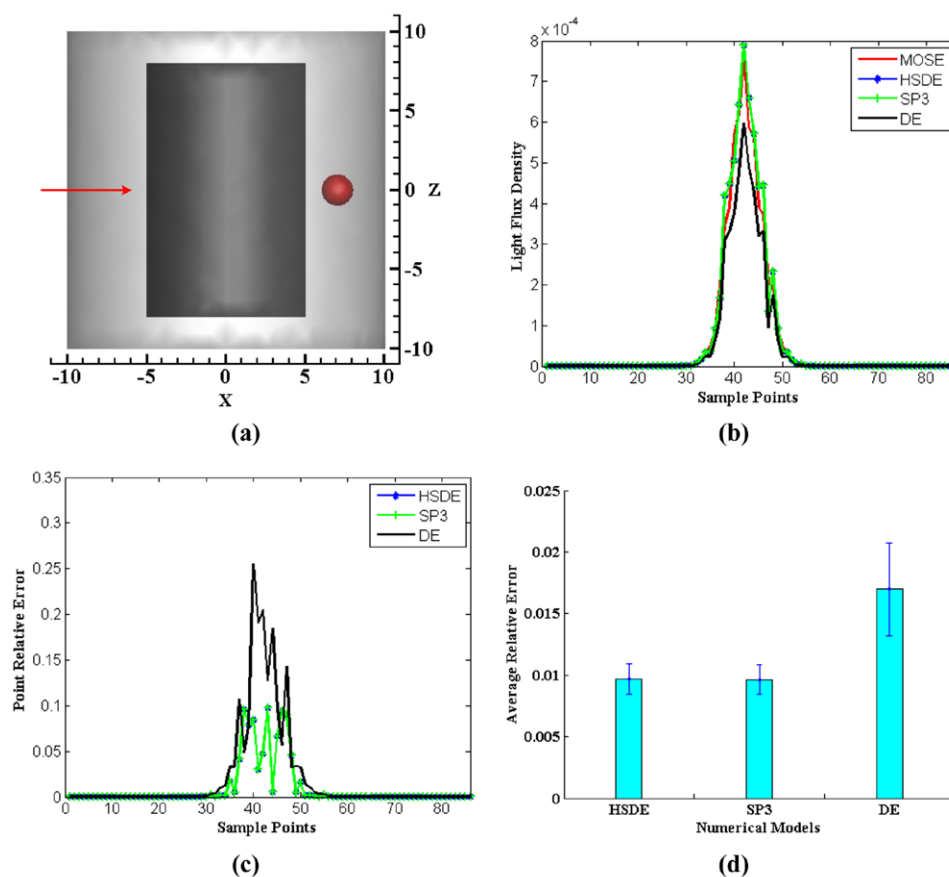 10
5
0 Z
-5
-10
-10 -5 0 5 10
X
(a)
× 10⁻⁴
8
7
6
5
4
3
2
1
0
Light Flux Density
0 10 20 30 40 50 60 70 80
Sample Points
MOSE
HSDE
SP3
DE
(b)
0.35
0.3
0.25
0.2
0.15
0.1
0.05
0
Point Relative Error
0 20 40 60 80
Sample Points
HSDE
SP3
DE
(c)
0.025
0.02
0.015
0.01
0.005
0
Average Relative Error
HSDE SP3 DE
Numerical Models
(d)